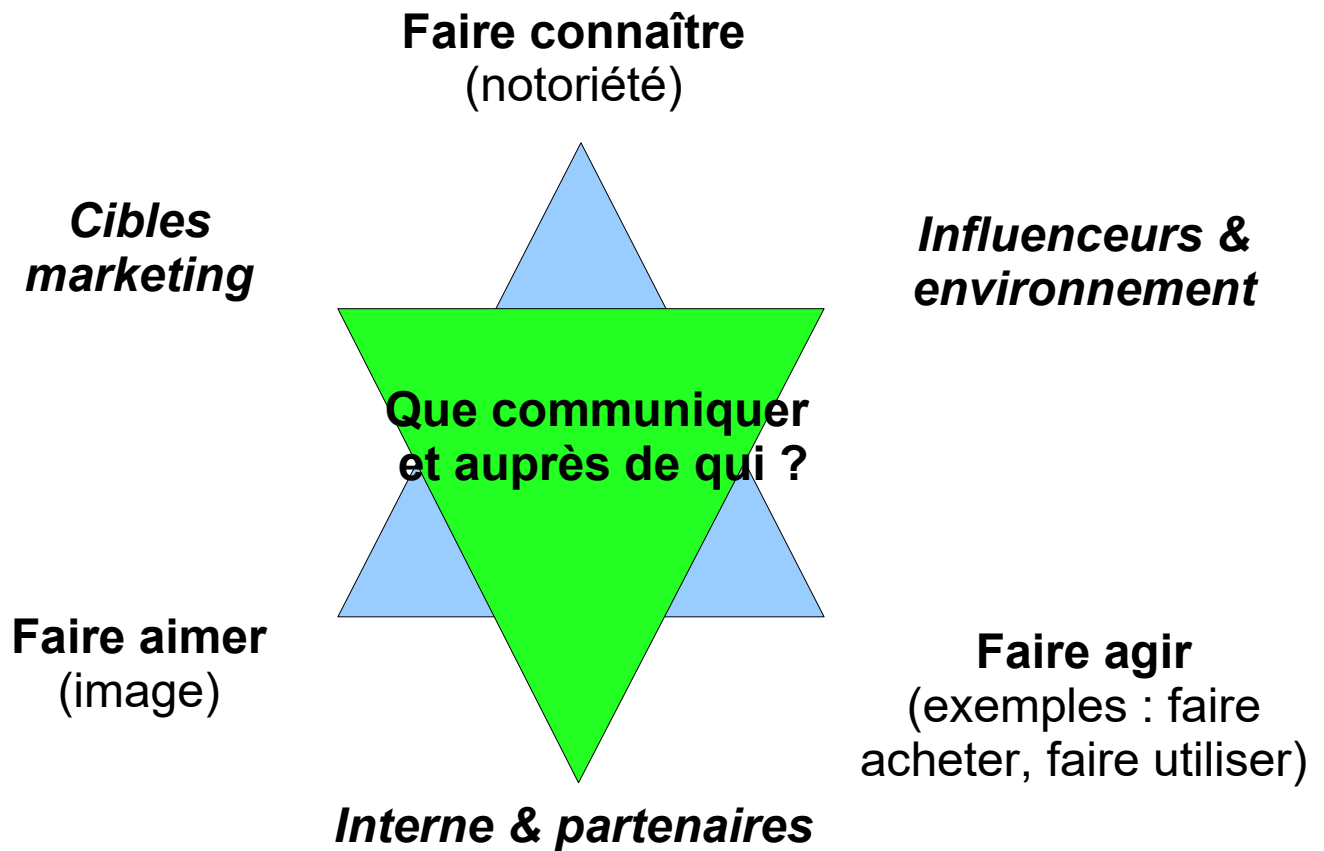 Faire connaître
(notoriété)
Cibles
marketing
Influenceurs &
environnement
Que communiquer
et auprès de qui ?
Faire aimer
(image)
Faire agir
(exemples : faire
acheter, faire utiliser)
Interne & partenaires